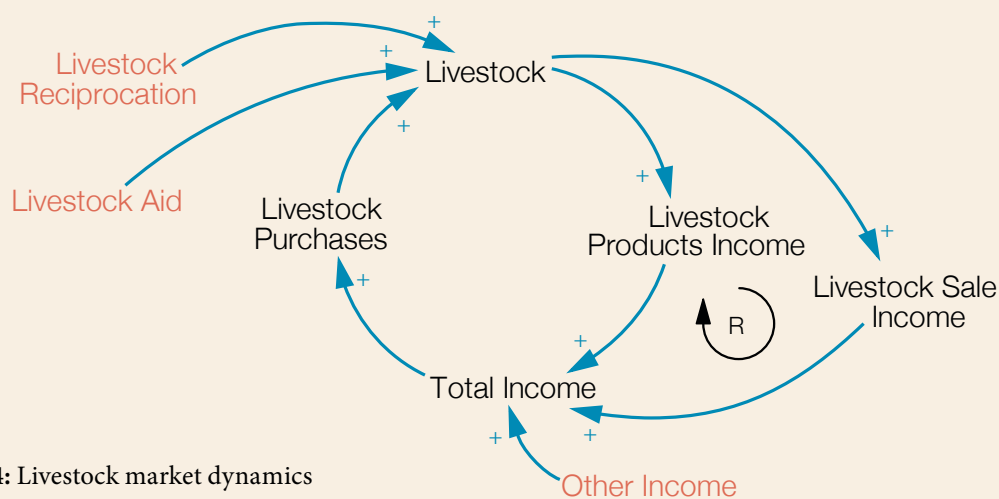 +
+
Livestock
Reciprocation
Livestock
+
Livestock Aid
+
Livestock
Purchases
Livestock
Products Income
+
Livestock Sale
Income
+
R
+
Total Income
+
+
Other Income
4: Livestock market dynamics